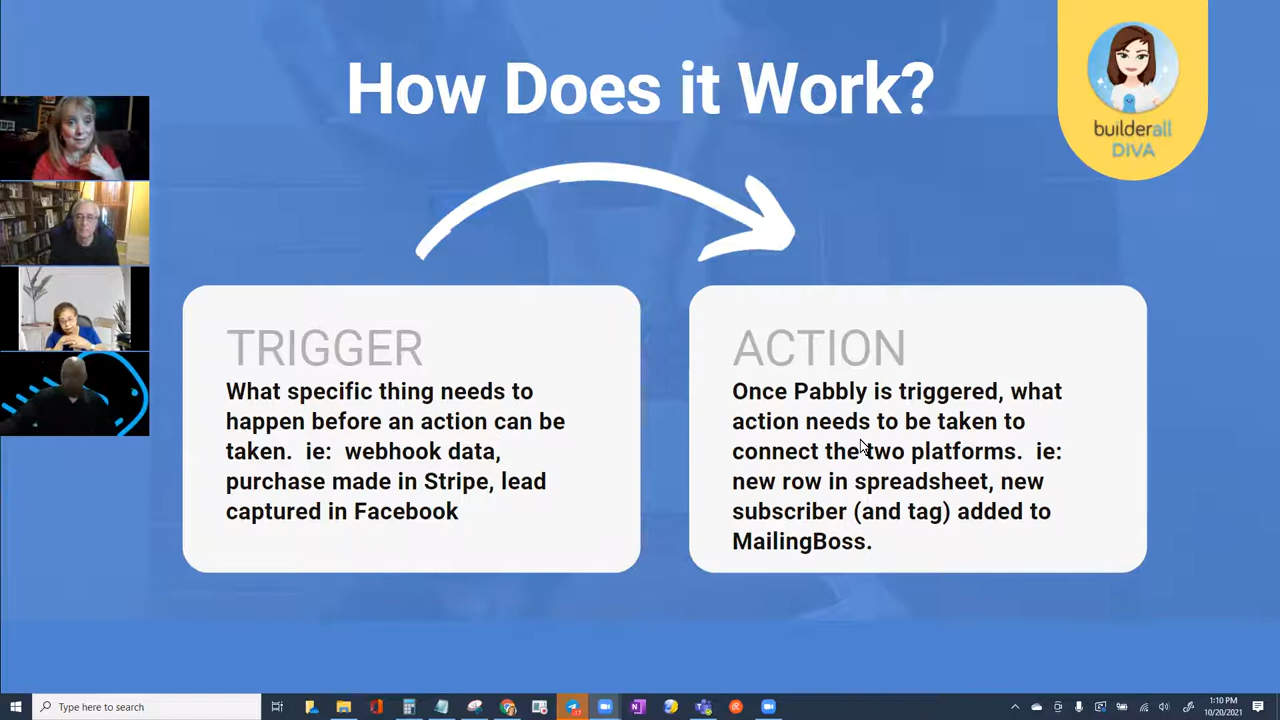 How Does it Work?
builderall
DIVA
TRIGGER
What specific thing needs to
happen before an action can be
taken.  ie:  webhook data,
purchase made in Stripe, lead
captured in Facebook
ACTION
Once Pabbly is triggered, what
action needs to be taken to
connect the two platforms.  ie:
new row in spreadsheet, new
subscriber (and tag) added to
MailingBoss.
Type here to search
1:10 PM
10/20/2021